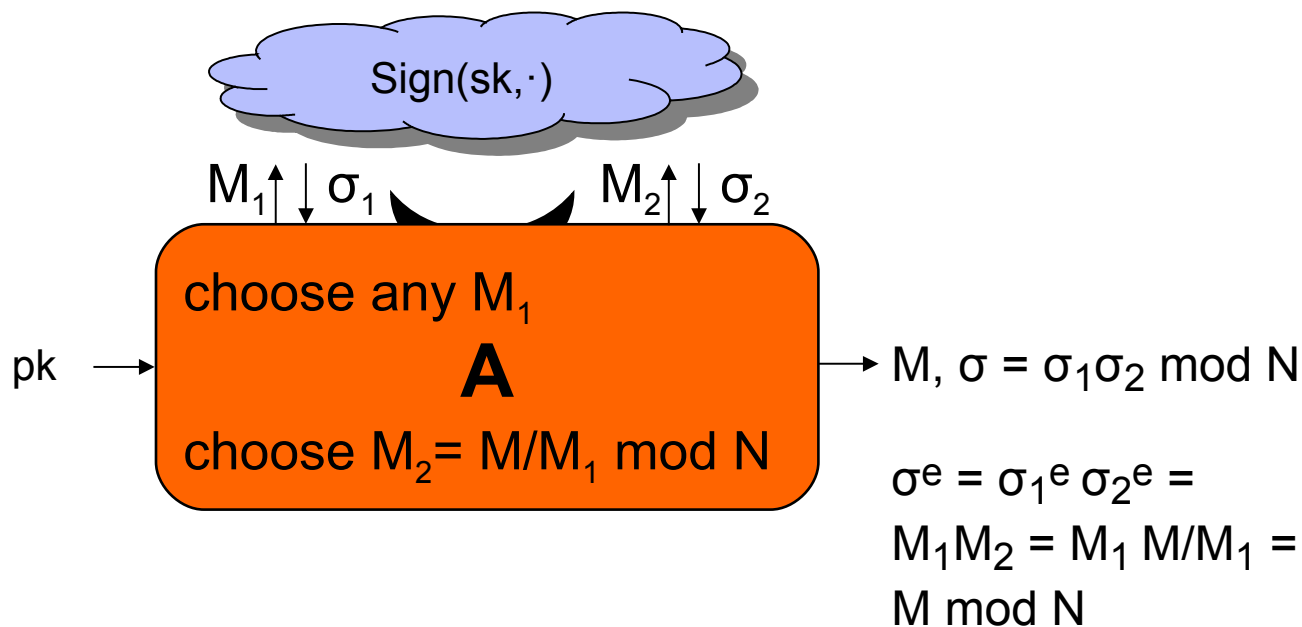 Sign(sk,·)
M₁ σ₁ M₂ σ₂
choose any M₁
pk A M, σ = σ₁σ₂ mod N
choose M₂= M/M₁ mod N
σᵉ = σ₁ᵉ σ₂ᵉ =
M₁M₂ = M₁ M/M₁ =
M mod N